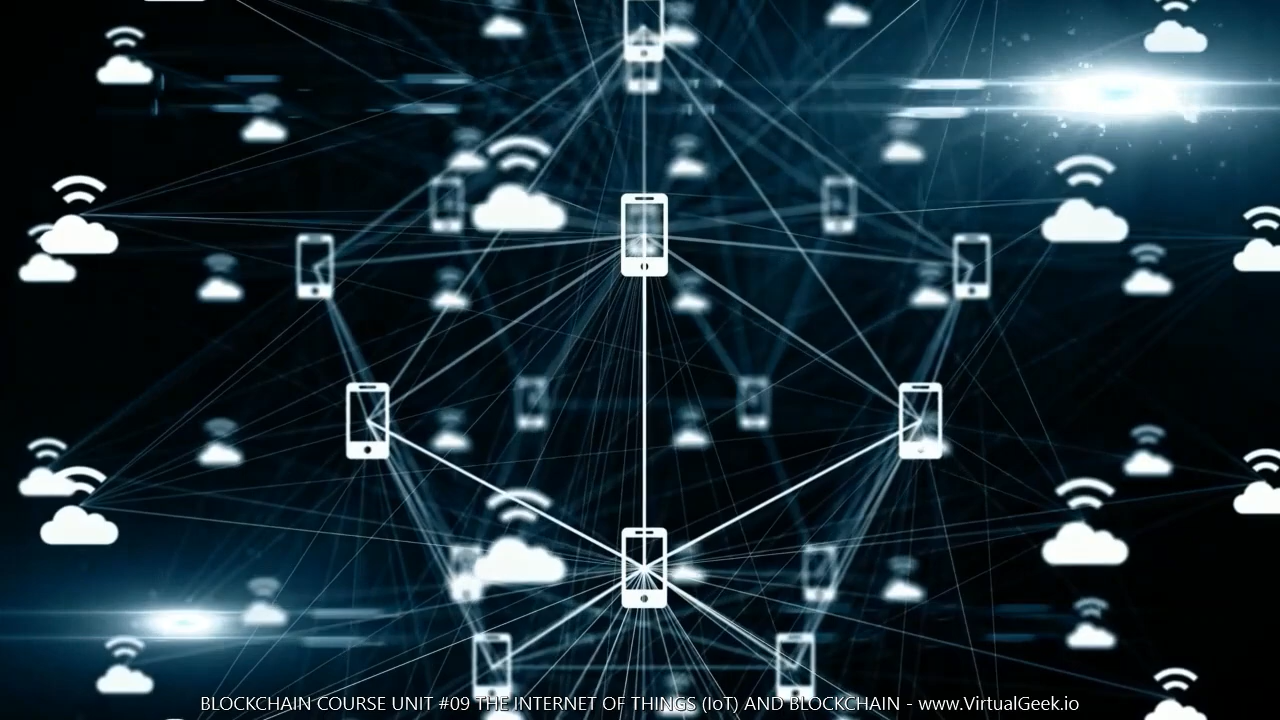 BLOCKCHAIN COURSE UNIT #09 THE INTERNET OF THINGS (IoT) AND BLOCKCHAIN - www.VirtualGeek.io